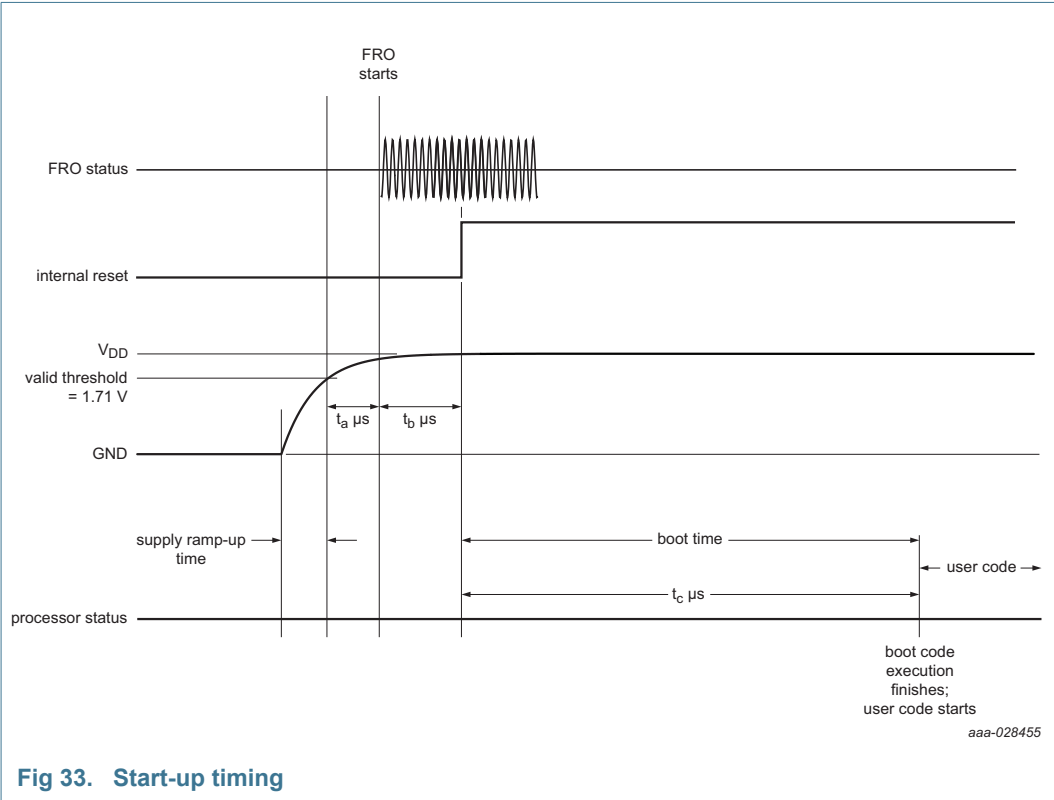 FRO
starts
FRO status
internal reset
VDD
valid threshold
= 1.71 V
ta μs
tb μs
GND
supply ramp-up
time
boot time
user code
tc μs
processor status
boot code
execution
finishes;
user code starts
aaa-028455
Fig 33. Start-up timing